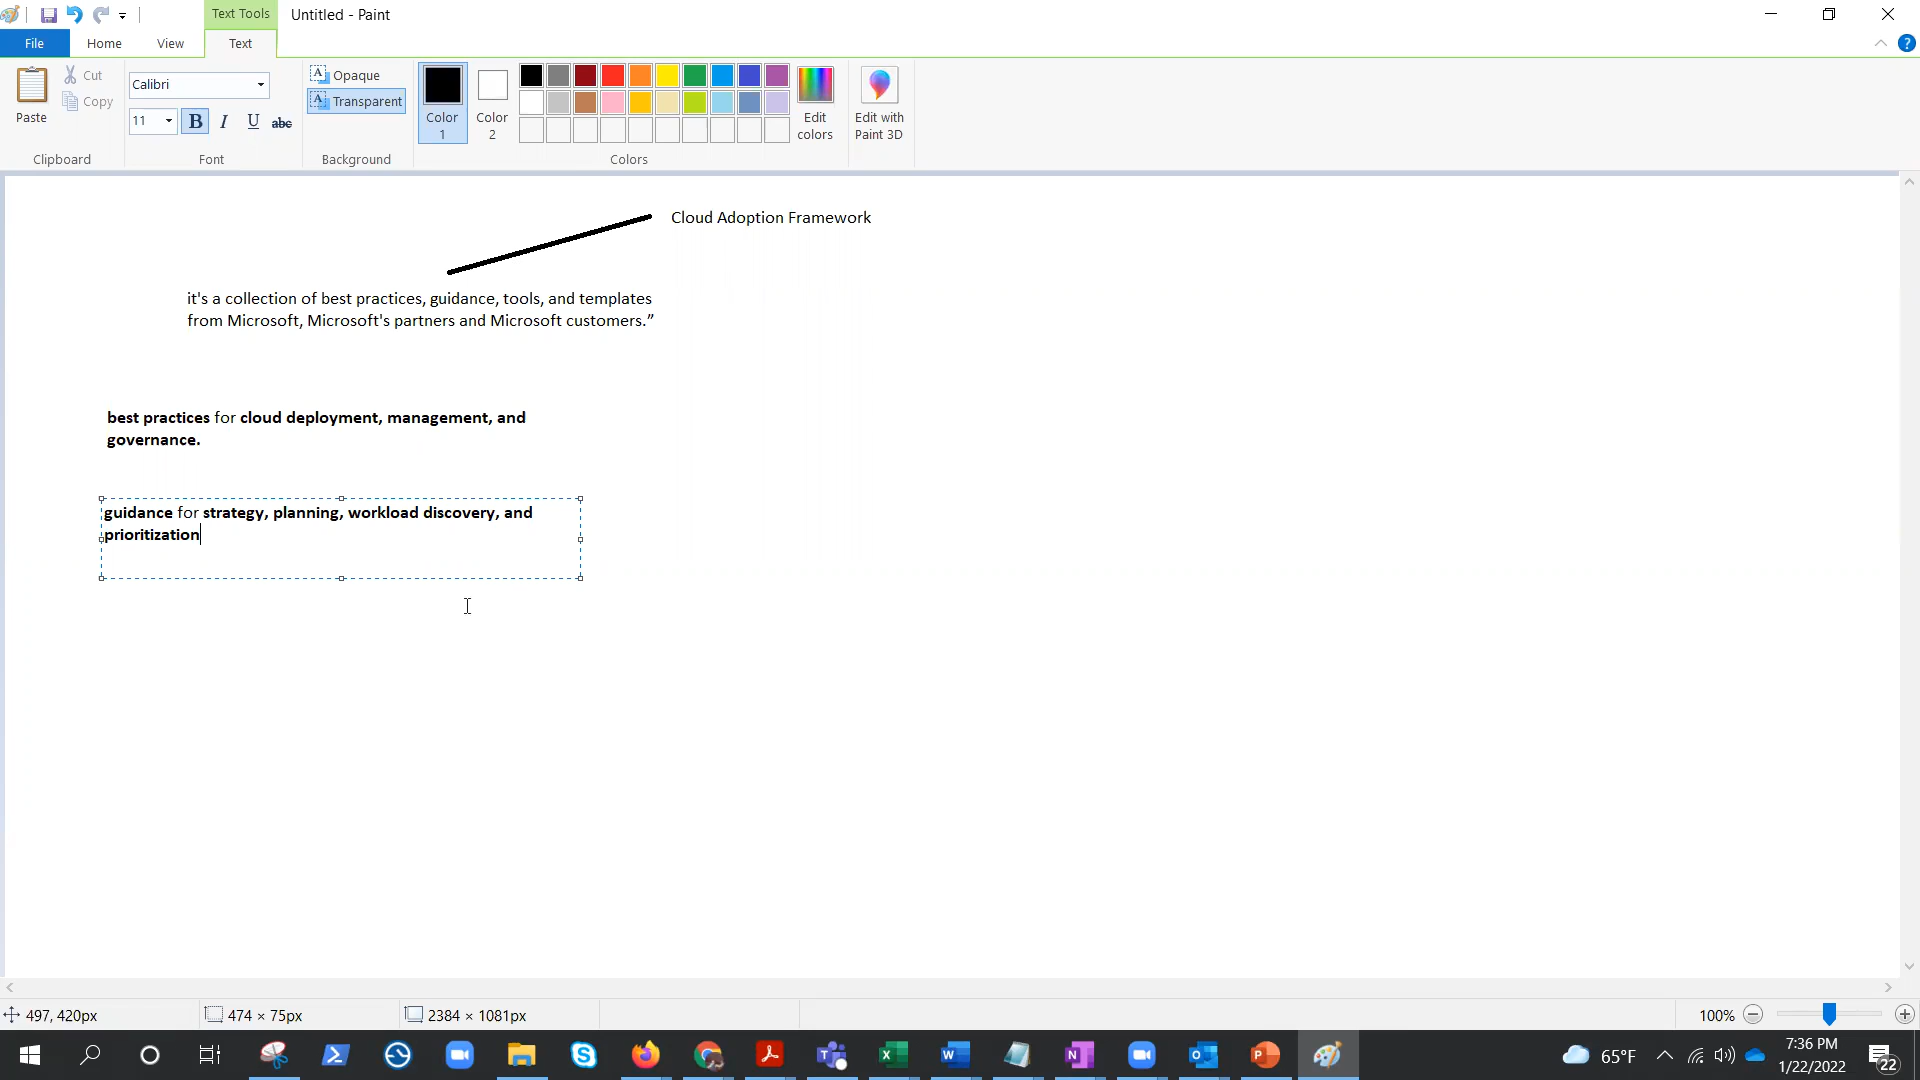 Text Tools
Untitled - Paint
File
Home
View
Text
Paste
Cut
Copy
Clipboard
Calibri
11
B I U abc
Font
Opaque
Transparent
Background
Color 1
Color 2
Edit colors
Colors
Edit with Paint 3D
Cloud Adoption Framework
it's a collection of best practices, guidance, tools, and templates
from Microsoft, Microsoft's partners and Microsoft customers.”
best practices for cloud deployment, management, and
governance.
guidance for strategy, planning, workload discovery, and
prioritization
497, 420px
474 × 75px
2384 × 1081px
100%
65°F
7:36 PM
1/22/2022
22